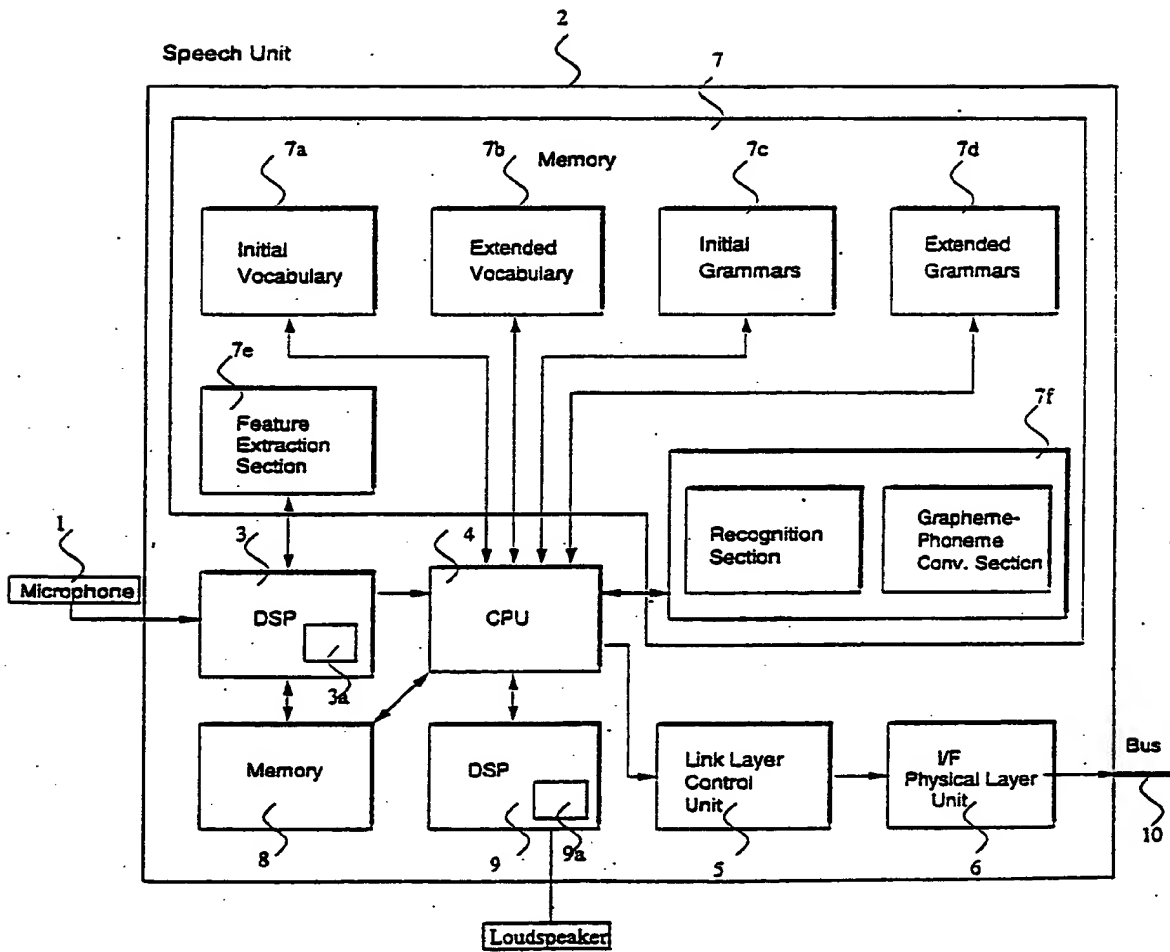 2
Speech Unit
7
7a
7b
Memory
7c
7d
Initial
Vocabulary
Extended
Vocabulary
Initial
Grammars
Extended
Grammars
7e
Feature
Extraction
Section
7f
Recognition
Section
Grapheme-
Phoneme
Conv. Section
1
Microphone
3
DSP
3a
4
CPU
Memory
8
DSP
9
9a
Link Layer
Control
Unit
5
I/F
Physical Layer
Unit
6
Bus
10
Loudspeaker